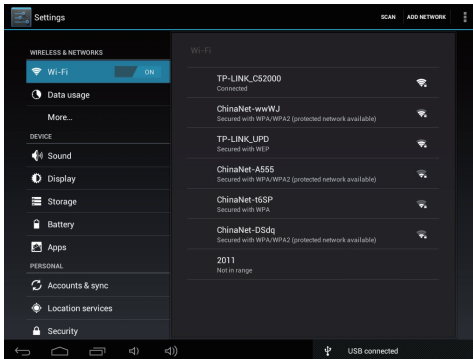 Settings
SCAN
ADD NETWORK
WIRELESS & NETWORKS
Wi-Fi
ON
Data usage
More...
DEVICE
Sound
Display
Storage
Battery
Apps
PERSONAL
Accounts & sync
Location services
Security
Wi-Fi
TP-LINK_C52000
Connected
ChinaNet-wwWJ
Secured with WPA/WPA2 (protected network available)
TP-LINK_UPD
Secured with WEP
ChinaNet-A555
Secured with WPA/WPA2 (protected network available)
ChinaNet-t6SP
Secured with WPA
ChinaNet-DSdq
Secured with WPA/WPA2 (protected network available)
2011
Not in range
USB connected